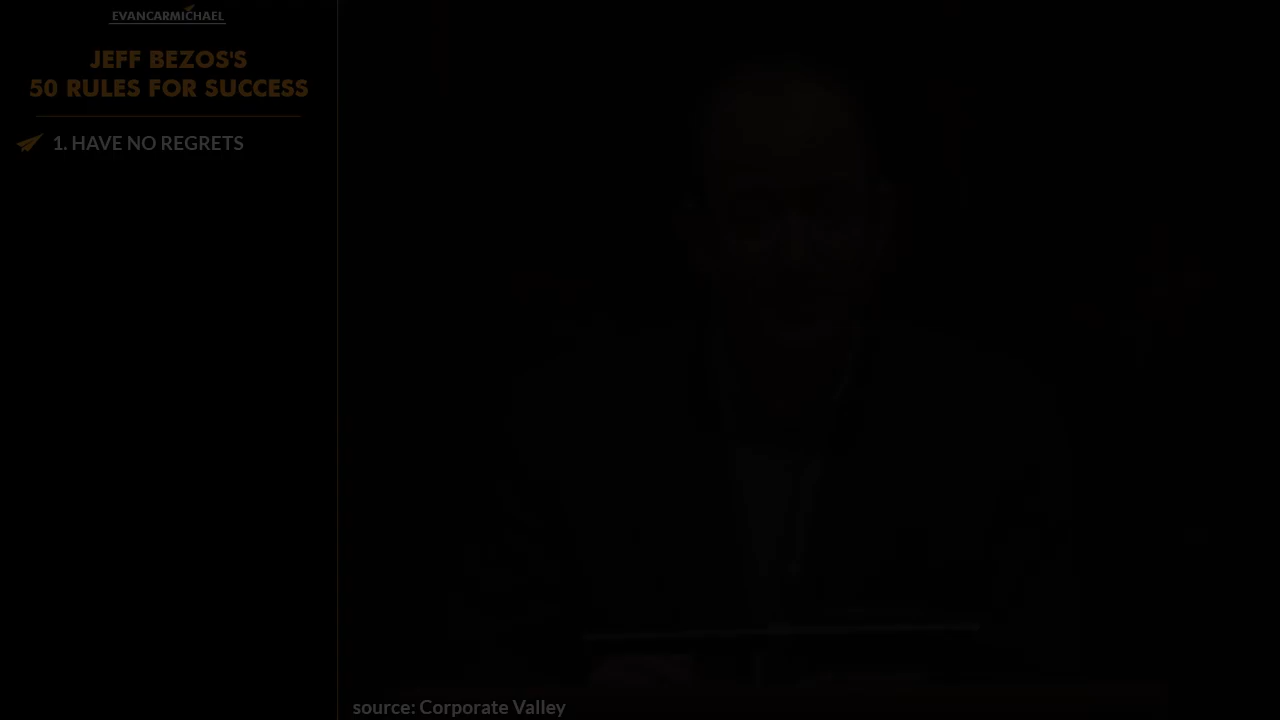 EVANCARMICHAEL
JEFF BEZOS'S
50 RULES FOR SUCCESS
1. HAVE NO REGRETS
source: Corporate Valley